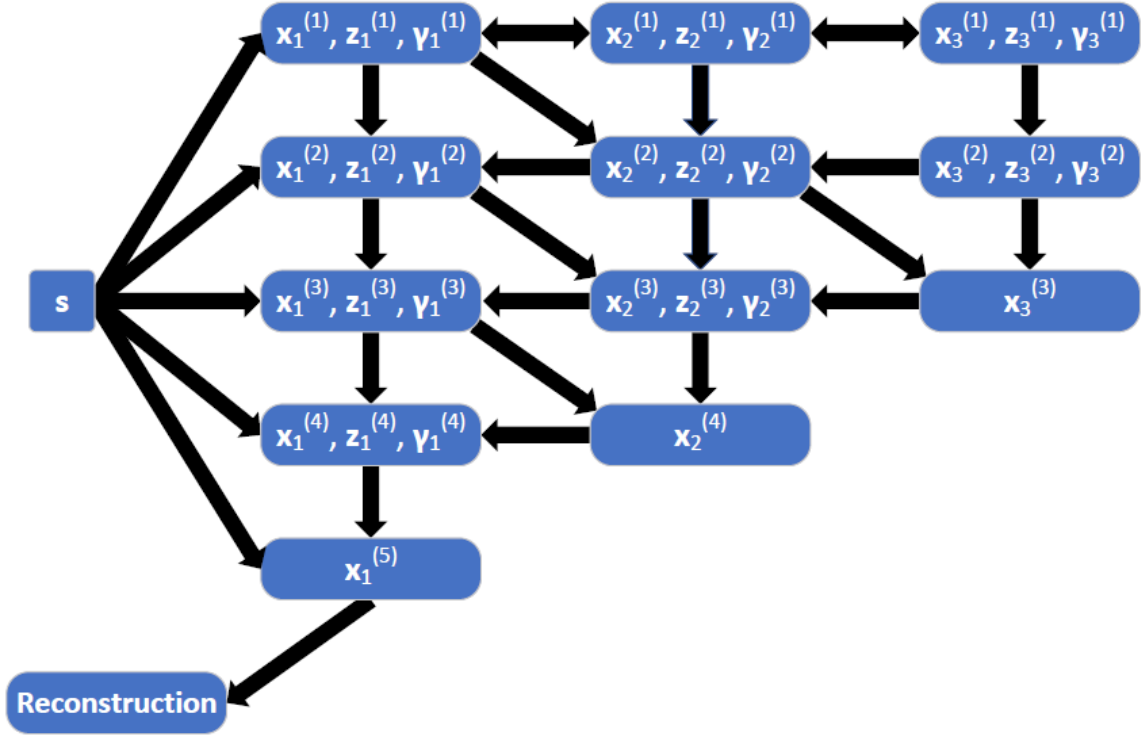 x₁⁽¹⁾, z₁⁽¹⁾, γ₁⁽¹⁾
x₂⁽¹⁾, z₂⁽¹⁾, γ₂⁽¹⁾
x₃⁽¹⁾, z₃⁽¹⁾, γ₃⁽¹⁾
x₁⁽²⁾, z₁⁽²⁾, γ₁⁽²⁾
x₂⁽²⁾, z₂⁽²⁾, γ₂⁽²⁾
x₃⁽²⁾, z₃⁽²⁾, γ₃⁽²⁾
s
x₁⁽³⁾, z₁⁽³⁾, γ₁⁽³⁾
x₂⁽³⁾, z₂⁽³⁾, γ₂⁽³⁾
x₃⁽³⁾
x₁⁽⁴⁾, z₁⁽⁴⁾, γ₁⁽⁴⁾
x₂⁽⁴⁾
x₁⁽⁵⁾
Reconstruction